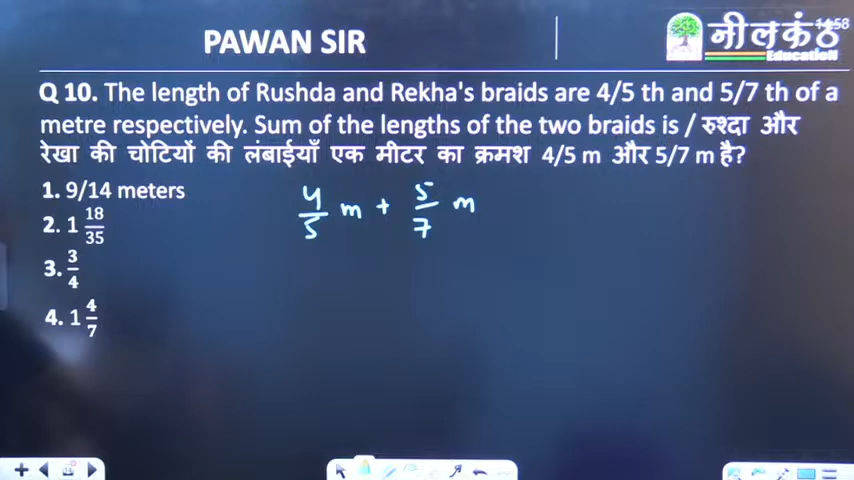 PAWAN SIR
नीलकंठ
Education
Q 10. The length of Rushda and Rekha's braids are 4/5 th and 5/7 th of a
metre respectively. Sum of the lengths of the two braids is / रुश्दा और
रेखा की चोटियों की लंबाईयाँ एक मीटर का क्रमश 4/5 m और 5/7 m है?
1. 9/14 meters
2. 1 18/35
3. 3/4
4. 1 4/7
4/5 m + 5/7 m